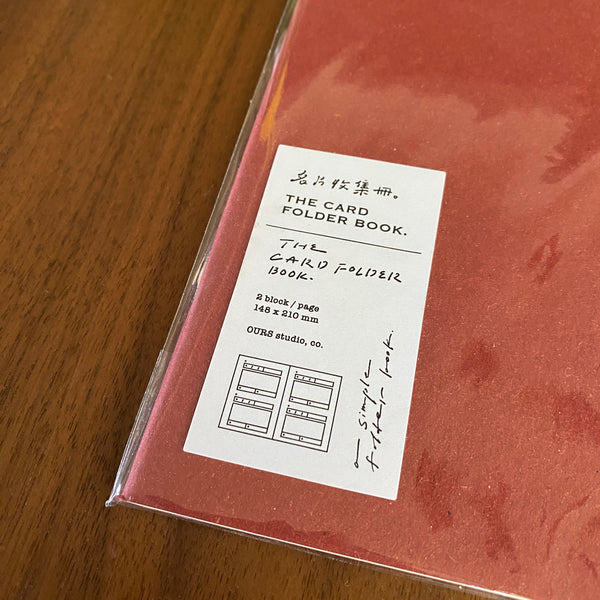 名片收集冊。
THE CARD
FOLDER BOOK.
THE
CARD FOLDER
BOOK.
2 block / page
148 x 210 mm
OURS studio, co.
a simple
folder book.